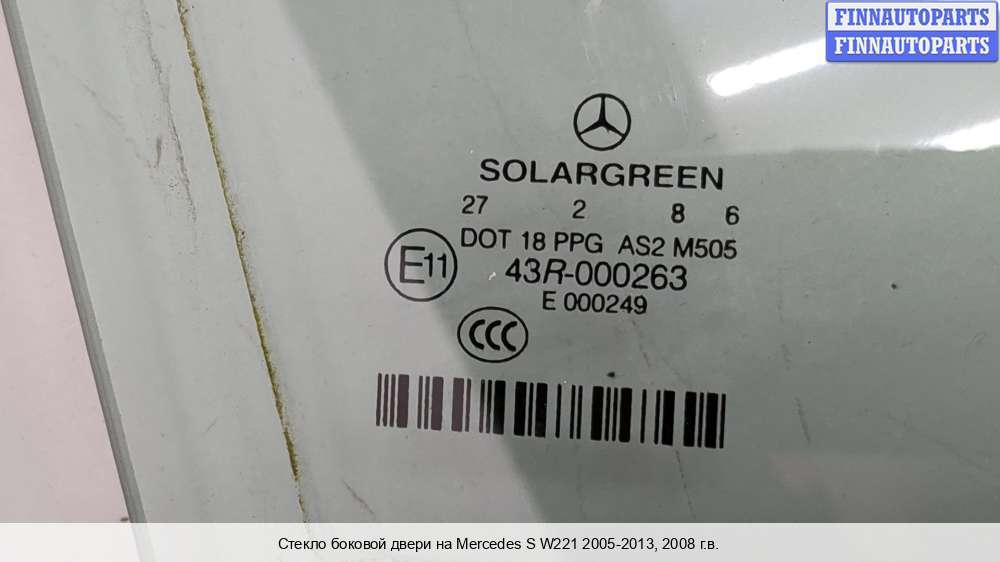 FINNAUTOPARTS
FINNAUTOPARTS
SOLARGREEN
27 2 8 6
DOT 18 PPG AS2 M505
E11
43R-000263
E 000249
CCC
Стекло боковой двери на Mercedes S W221 2005-2013, 2008 г.в.